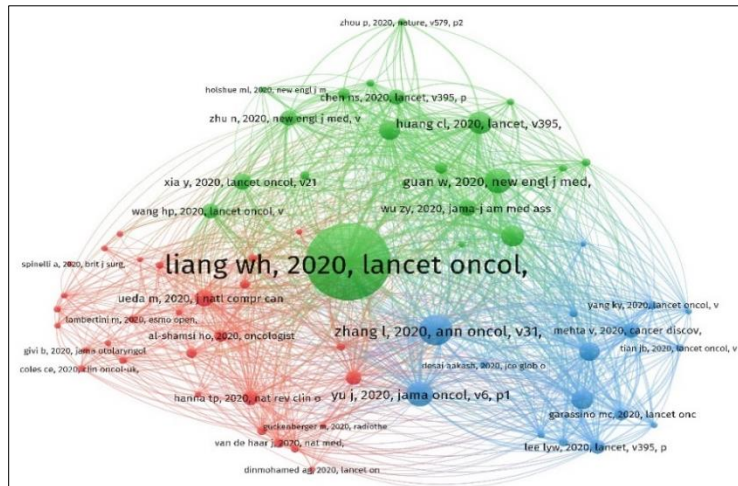 zhou p, 2020, nature, v579, p2
holshue ml, 2020, new engl j m
chen ns, 2020, lancet, v395, p
zhu n, 2020, new engl j med, v
huang cl, 2020, lancet, v395,
xia y, 2020, lancet oncol, v21
guan w, 2020, new engl j med,
wang hp, 2020, lancet oncol, v
wu zy, 2020, jama-j am med ass
spinelli a, 2020, brit j surg,
liang wh, 2020, lancet oncol,
ueda m, 2020, j natl compr can
yang kv, 2020, lancet oncol, v
lambertini m, 2020, esmo open,
zhang l, 2020, ann oncol, v31,
mehta v, 2020, cancer discov,
al-shamsi ho, 2020, oncologist
givi b, 2020, jama otolaryngol
tian jb, 2020, lancet oncol, v
coles ce, 2020, clin oncol-uk,
desai aakash, 2020, jco glob o
hanna tp, 2020, nat rev clin o
yu j, 2020, jama oncol, v6, p1
garassino mc, 2020, lancet onc
guckenberger m, 2020, radiothe
van de haar j, 2020, nat med,
lee lyw, 2020, lancet, v395, p
dinmohamed ag, 2020, lancet on